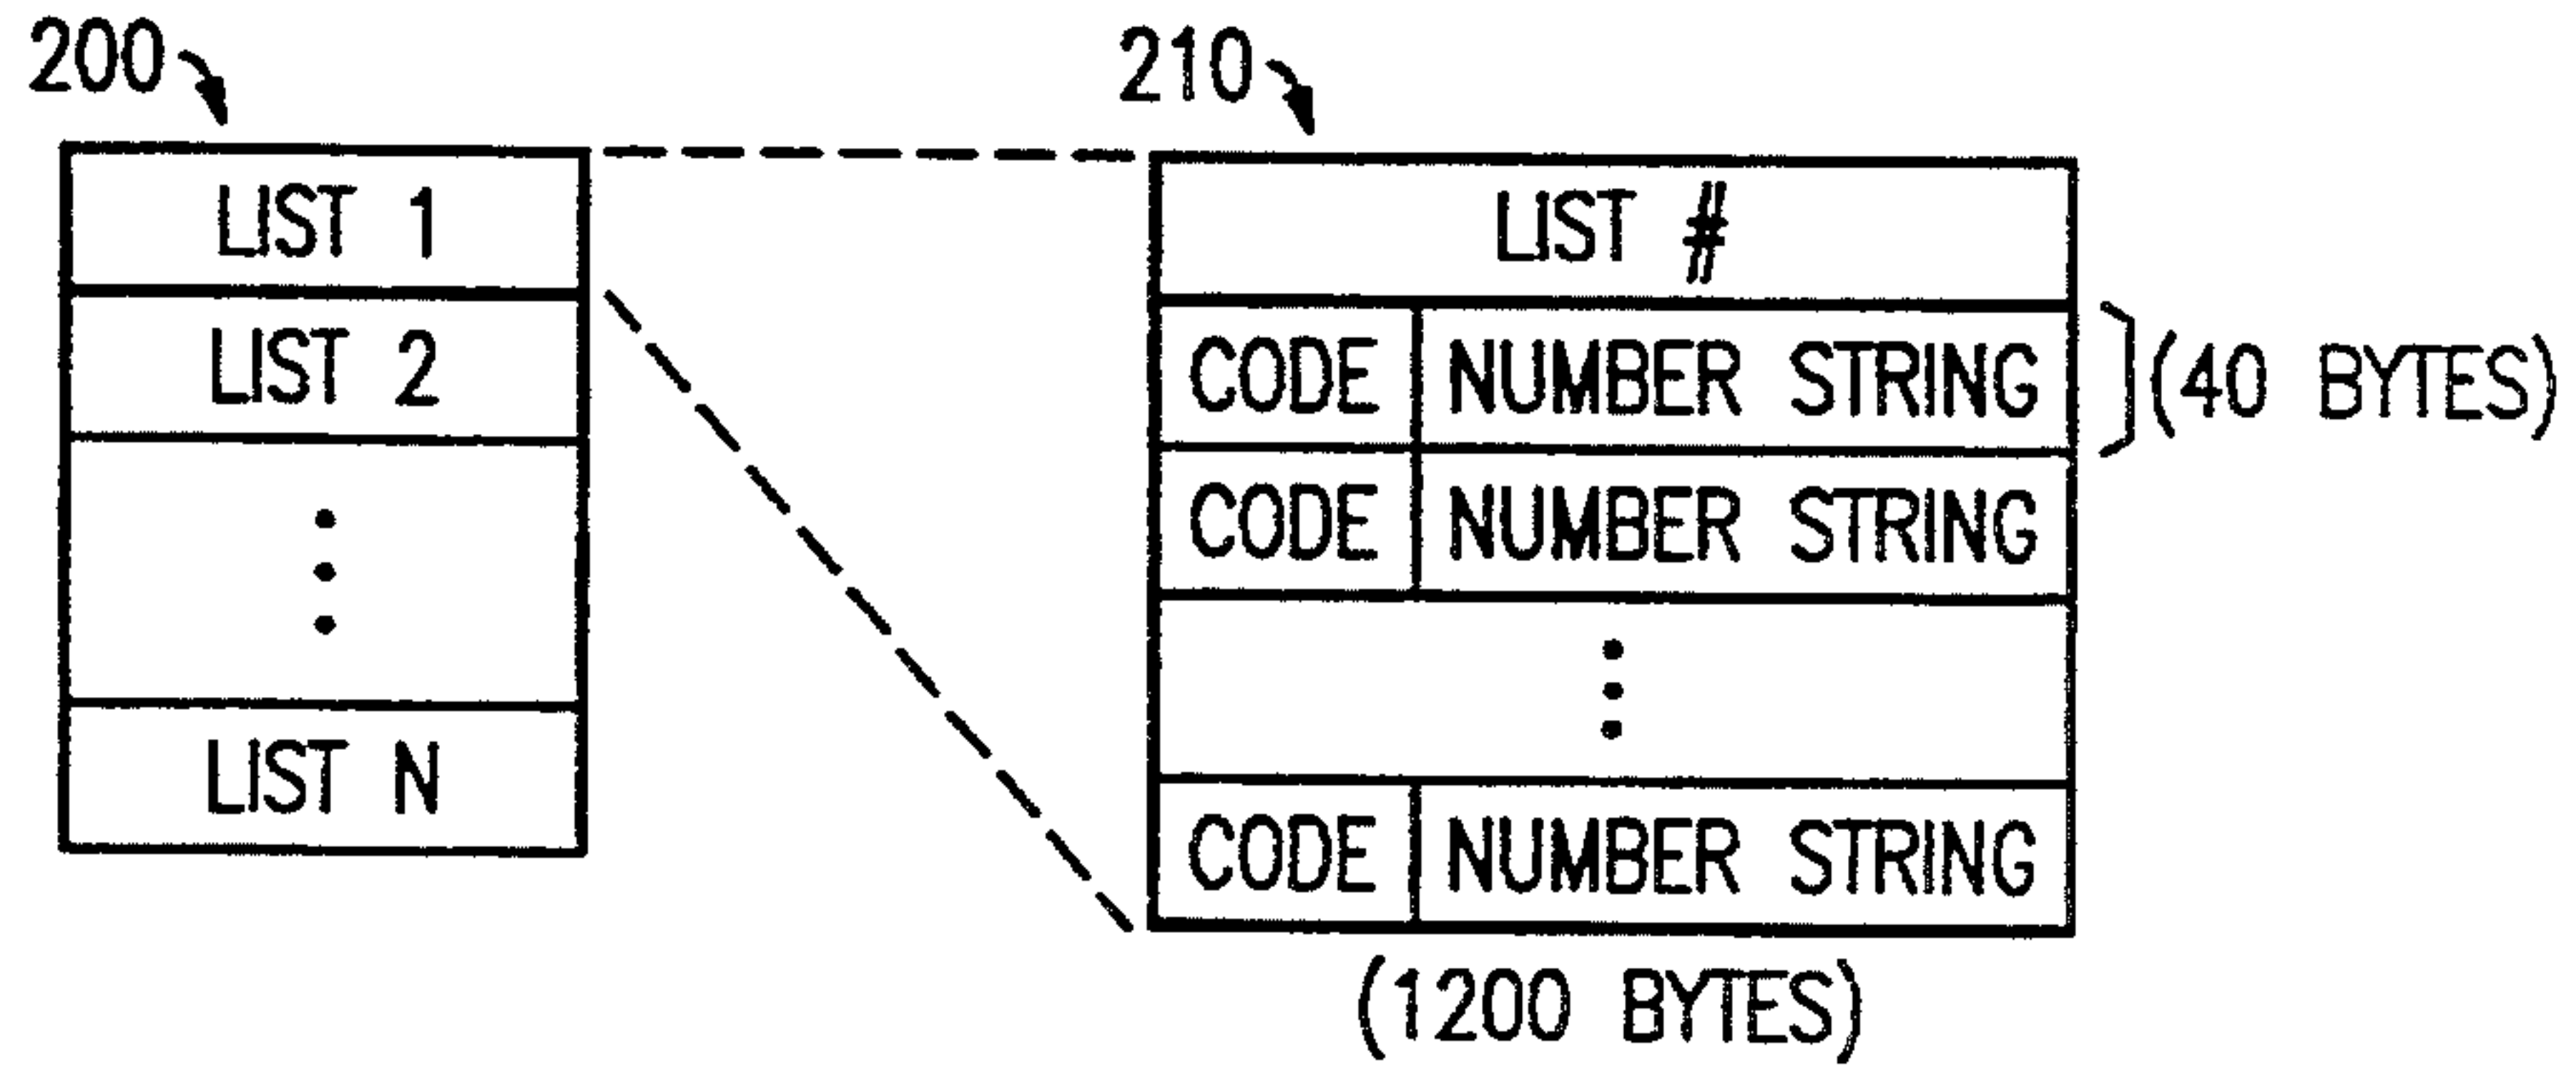 200
LIST 1
LIST 2
LIST N
210
LIST #
CODE NUMBER STRING (40 BYTES)
CODE NUMBER STRING
CODE NUMBER STRING
(1200 BYTES)